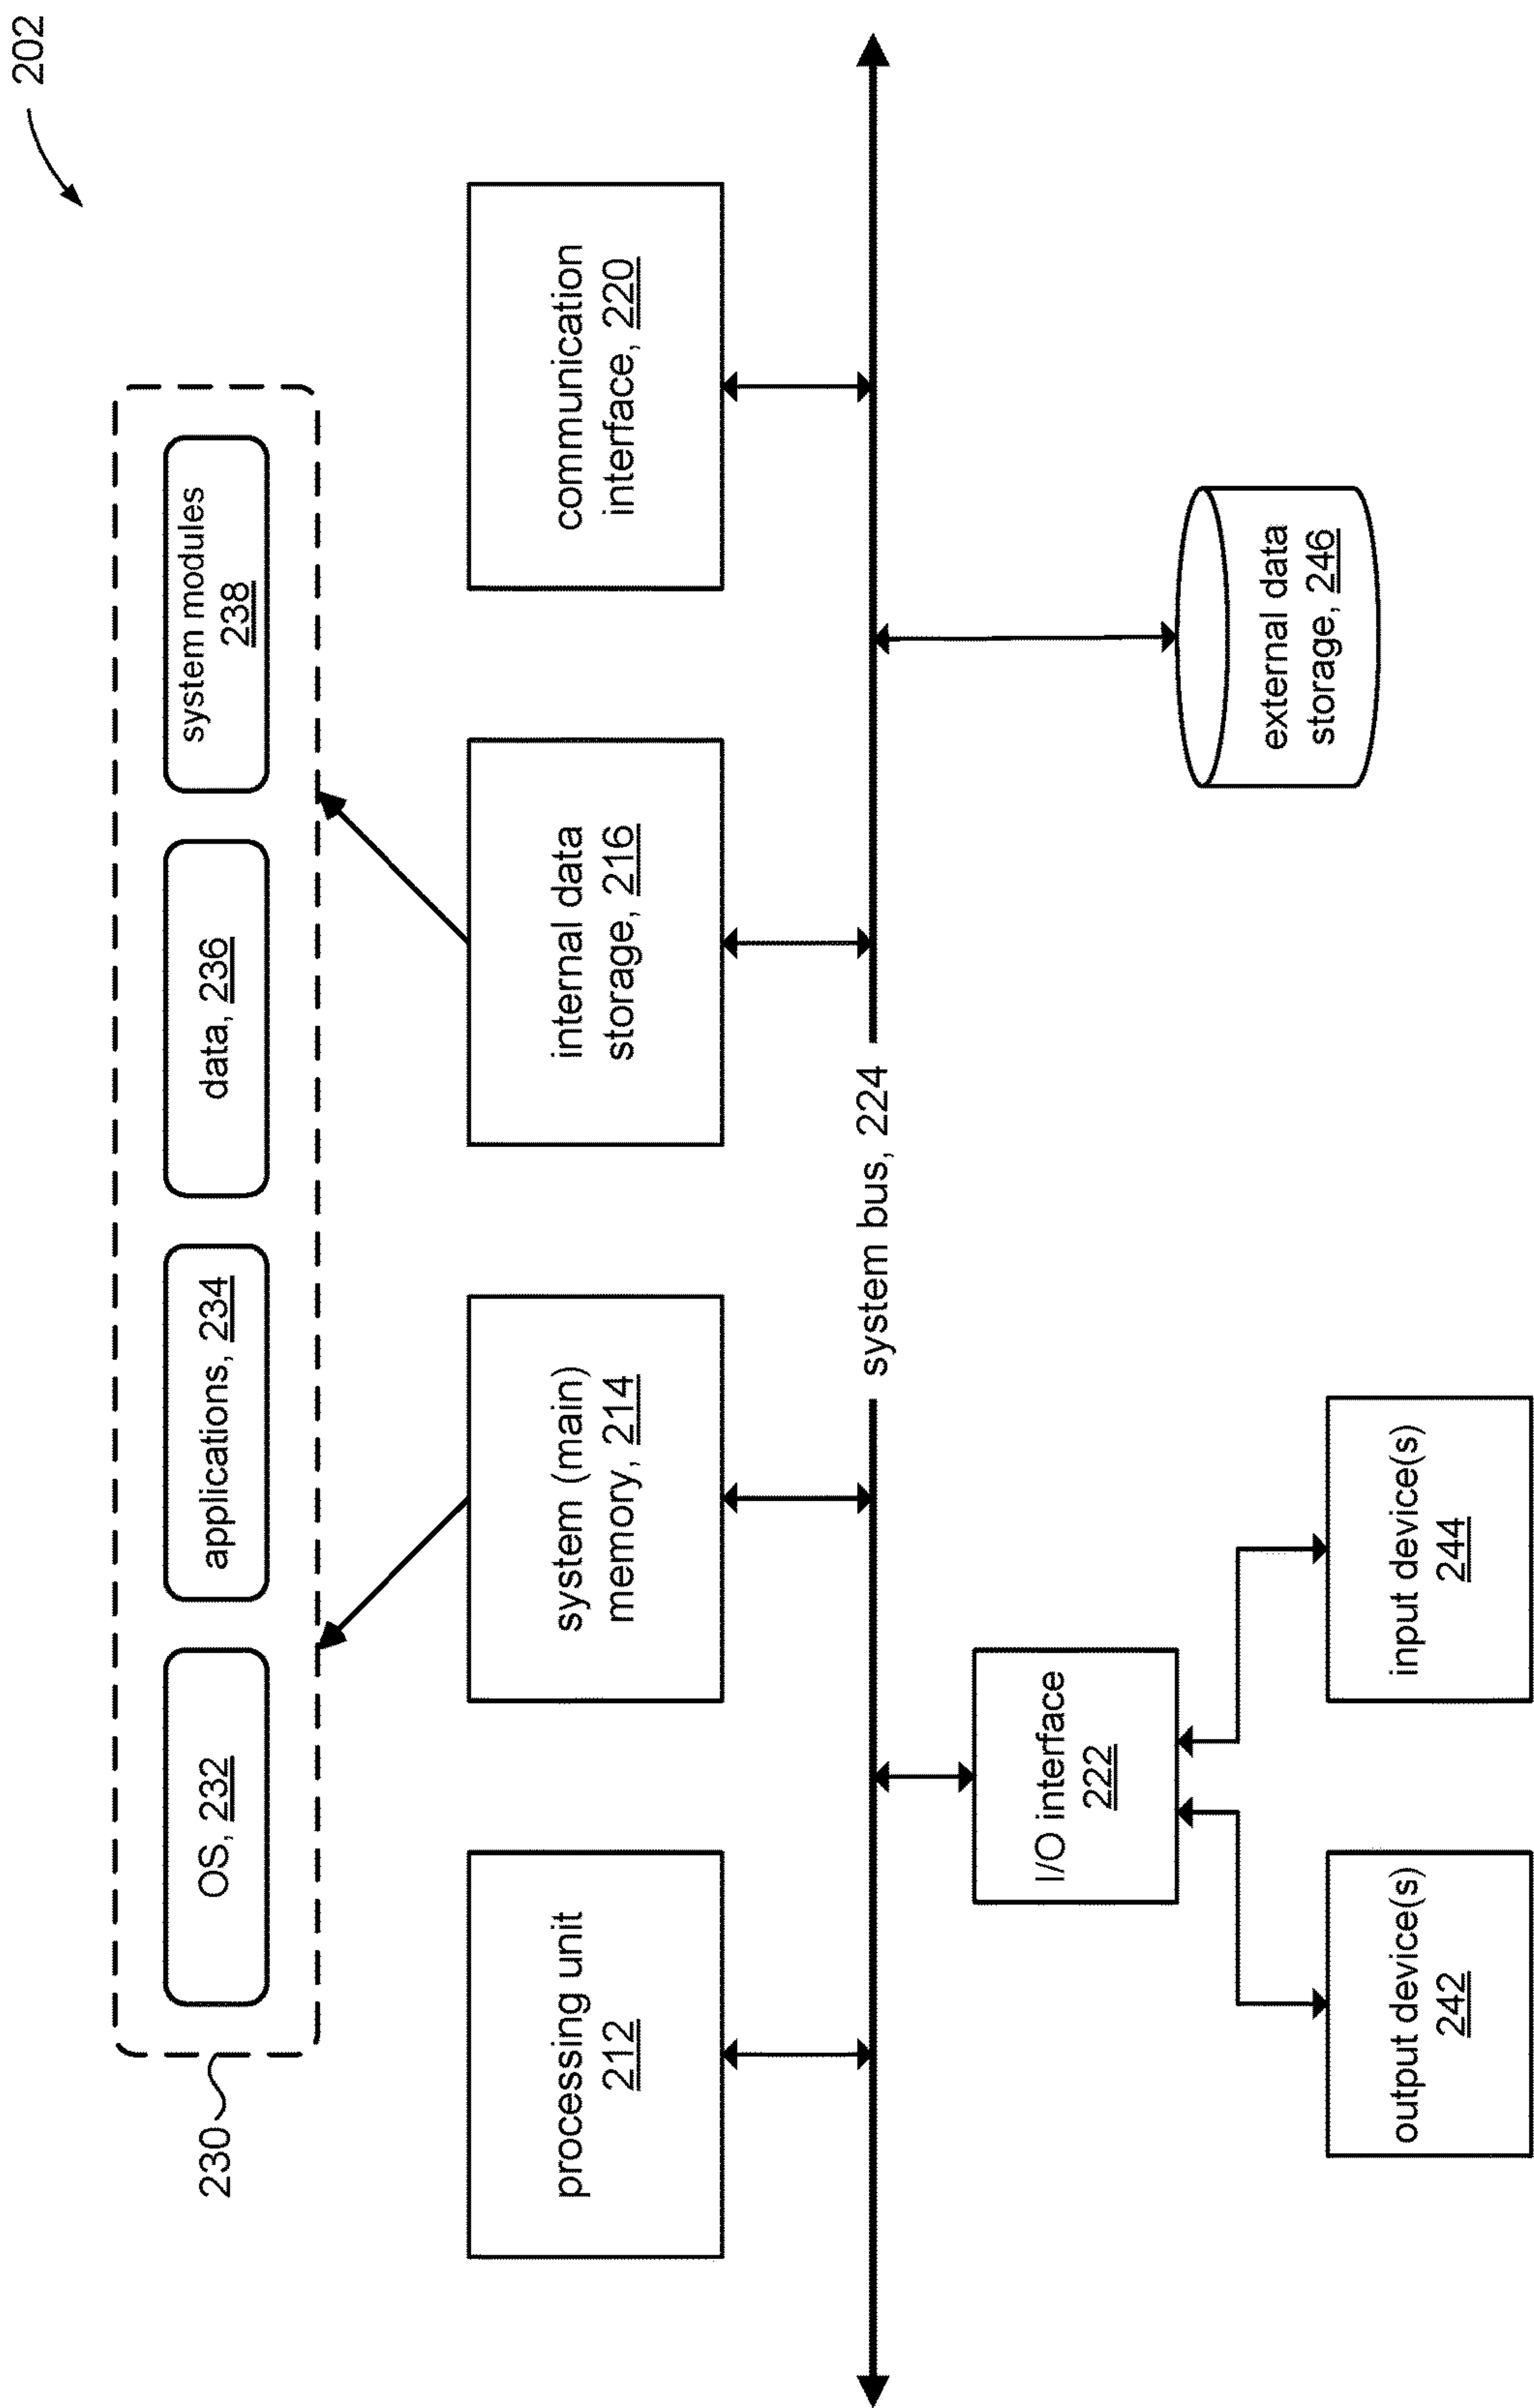 202
230
OS, 232
applications, 234
data, 236
system modules
238
processing unit
212
system (main)
memory, 214
internal data
storage, 216
communication
interface, 220
system bus, 224
I/O interface
222
external data
storage, 246
output device(s)
242
input device(s)
244